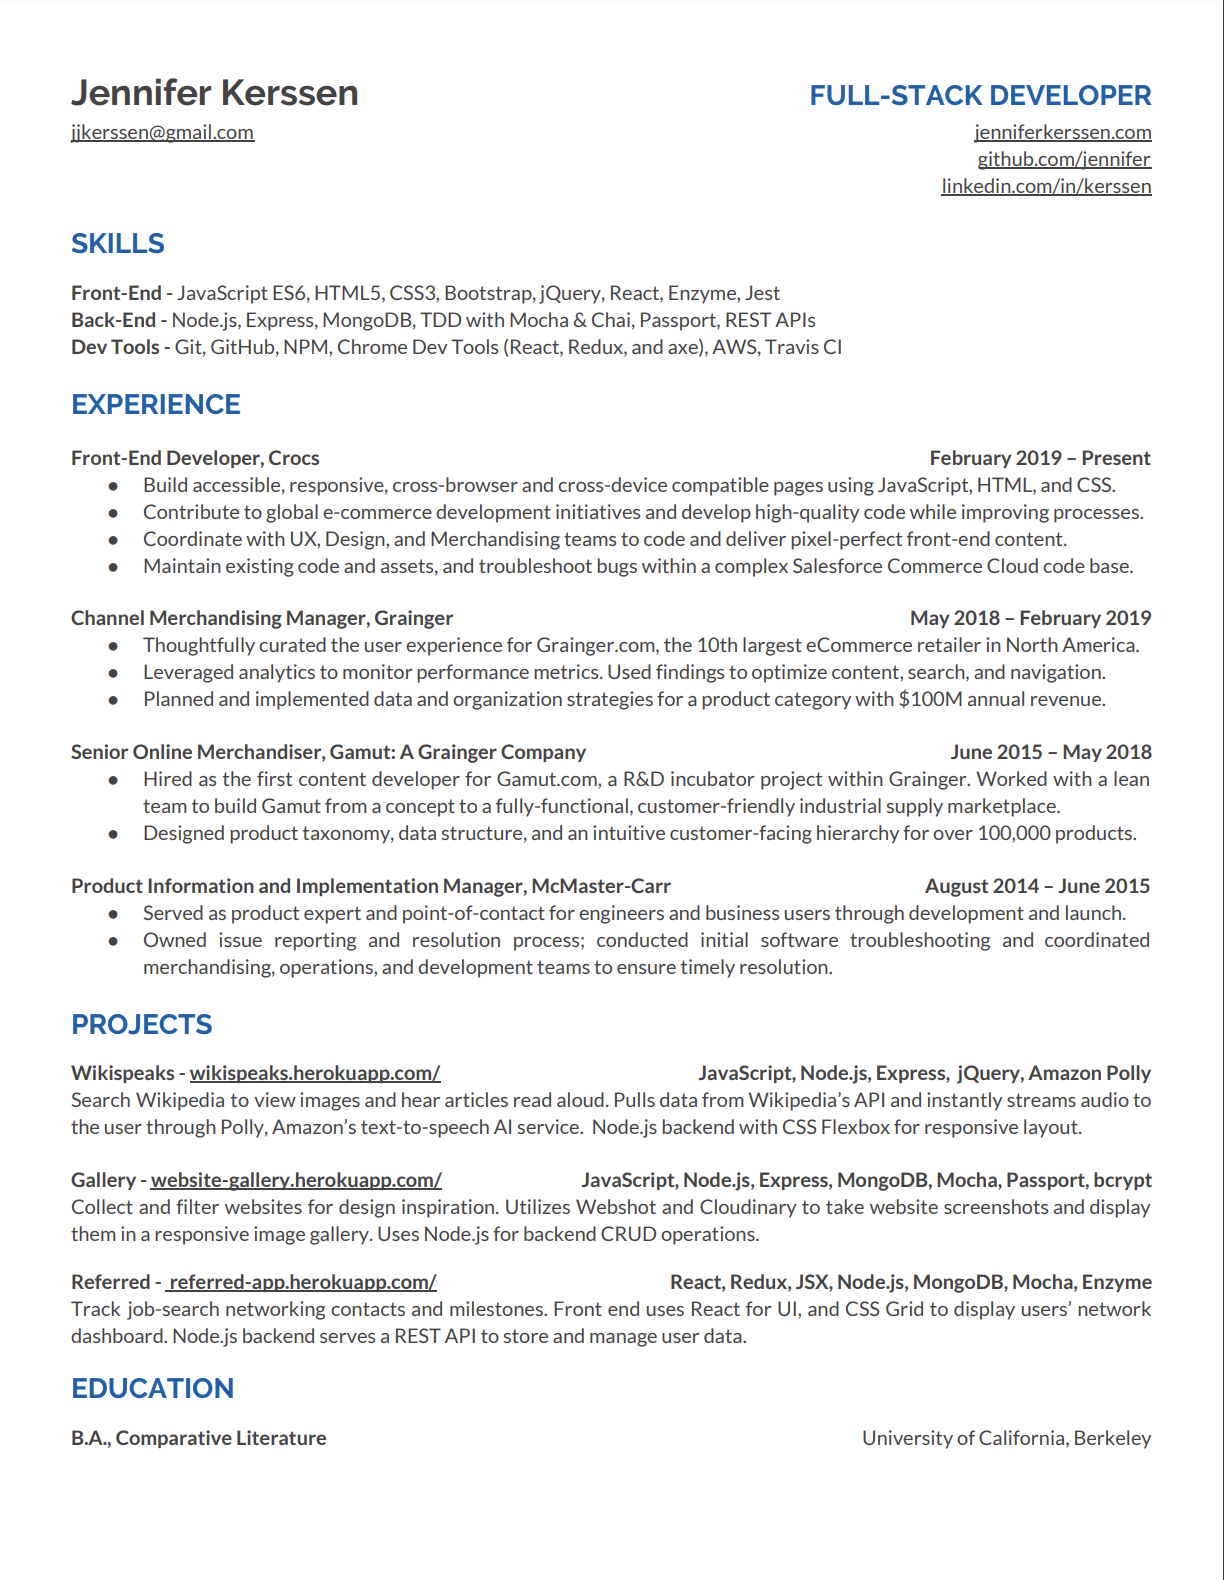 Jennifer Kerssen
FULL-STACK DEVELOPER
jjkerssen@gmail.com
jenniferkerssen.com
github.com/jennifer
linkedin.com/in/kerssen
SKILLS
Front-End - JavaScript ES6, HTML5, CSS3, Bootstrap, jQuery, React, Enzyme, Jest
Back-End - Node.js, Express, MongoDB, TDD with Mocha & Chai, Passport, REST APIs
Dev Tools - Git, GitHub, NPM, Chrome Dev Tools (React, Redux, and axe), AWS, Travis CI
EXPERIENCE
Front-End Developer, Crocs February 2019 – Present
● Build accessible, responsive, cross-browser and cross-device compatible pages using JavaScript, HTML, and CSS.
● Contribute to global e-commerce development initiatives and develop high-quality code while improving processes.
● Coordinate with UX, Design, and Merchandising teams to code and deliver pixel-perfect front-end content.
● Maintain existing code and assets, and troubleshoot bugs within a complex Salesforce Commerce Cloud code base.
Channel Merchandising Manager, Grainger May 2018 – February 2019
● Thoughtfully curated the user experience for Grainger.com, the 10th largest eCommerce retailer in North America.
● Leveraged analytics to monitor performance metrics. Used findings to optimize content, search, and navigation.
● Planned and implemented data and organization strategies for a product category with $100M annual revenue.
Senior Online Merchandiser, Gamut: A Grainger Company June 2015 – May 2018
● Hired as the first content developer for Gamut.com, a R&D incubator project within Grainger. Worked with a lean
team to build Gamut from a concept to a fully-functional, customer-friendly industrial supply marketplace.
● Designed product taxonomy, data structure, and an intuitive customer-facing hierarchy for over 100,000 products.
Product Information and Implementation Manager, McMaster-Carr August 2014 – June 2015
● Served as product expert and point-of-contact for engineers and business users through development and launch.
● Owned issue reporting and resolution process; conducted initial software troubleshooting and coordinated
merchandising, operations, and development teams to ensure timely resolution.
PROJECTS
Wikispeaks - wikispeaks.herokuapp.com/ JavaScript, Node.js, Express, jQuery, Amazon Polly
Search Wikipedia to view images and hear articles read aloud. Pulls data from Wikipedia’s API and instantly streams audio to
the user through Polly, Amazon’s text-to-speech AI service. Node.js backend with CSS Flexbox for responsive layout.
Gallery - website-gallery.herokuapp.com/ JavaScript, Node.js, Express, MongoDB, Mocha, Passport, bcrypt
Collect and filter websites for design inspiration. Utilizes Webshot and Cloudinary to take website screenshots and display
them in a responsive image gallery. Uses Node.js for backend CRUD operations.
Referred - referred-app.herokuapp.com/ React, Redux, JSX, Node.js, MongoDB, Mocha, Enzyme
Track job-search networking contacts and milestones. Front end uses React for UI, and CSS Grid to display users’ network
dashboard. Node.js backend serves a REST API to store and manage user data.
EDUCATION
B.A., Comparative Literature University of California, Berkeley